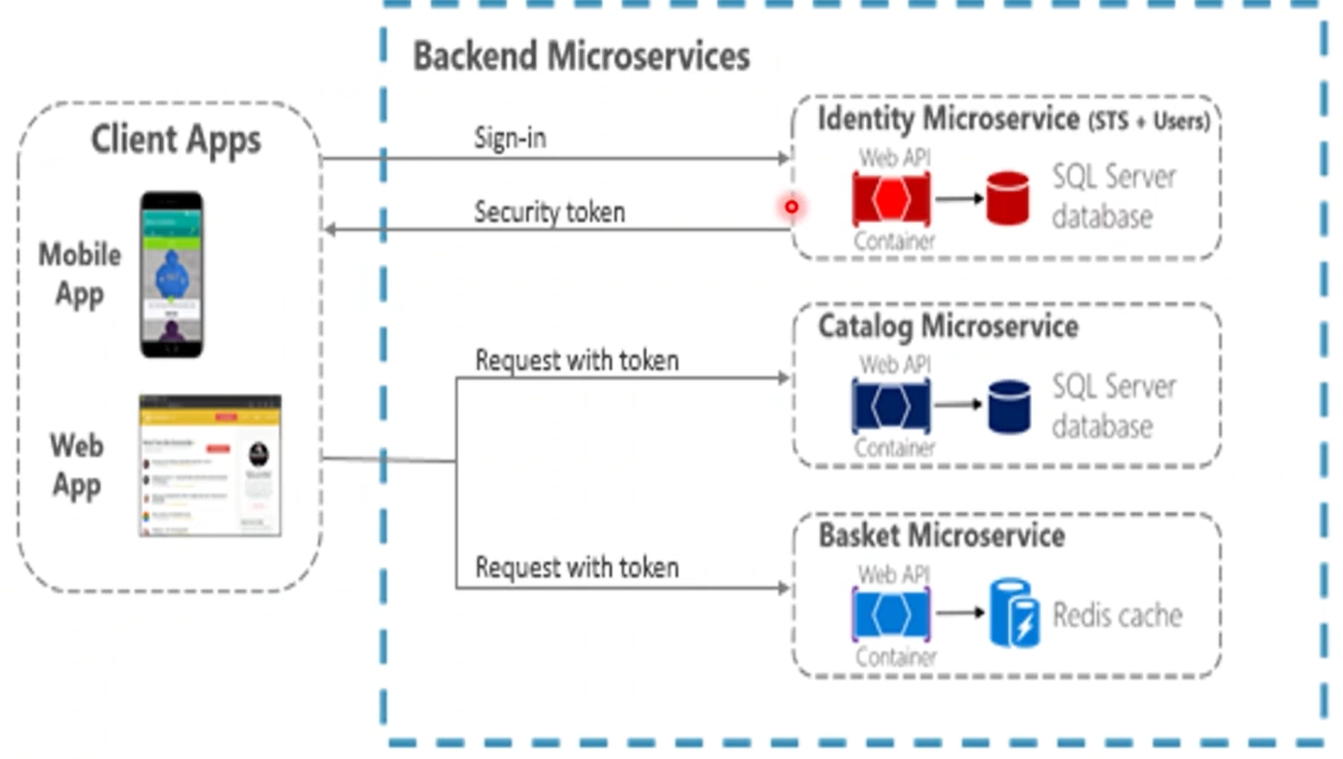 Backend Microservices
Client Apps
Mobile
App
Web
App
Sign-in
Security token
Request with token
Request with token
Identity Microservice (STS + Users)
Web API
Container
SQL Server
database
Catalog Microservice
Web API
Container
SQL Server
database
Basket Microservice
Web API
Container
Redis cache